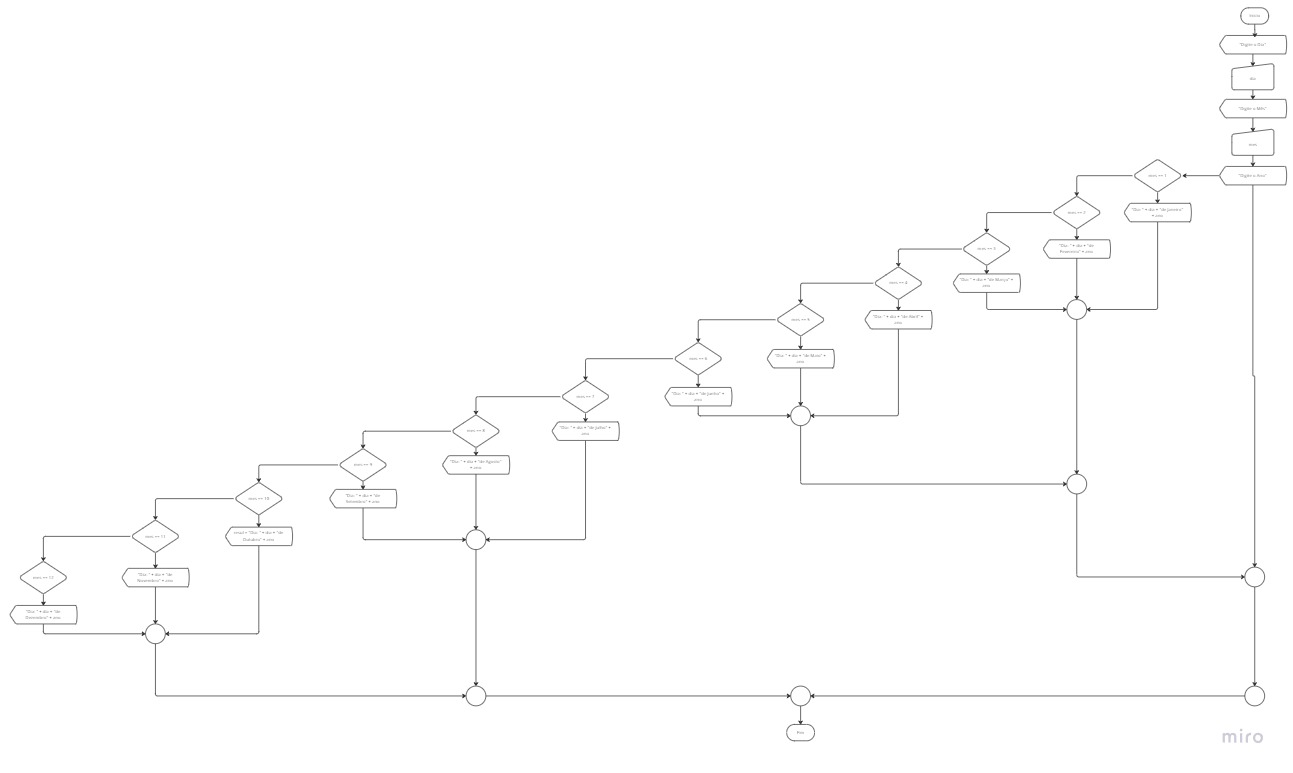 Início
"Digite o Dia"
dia
"Digite o Mês"
mes
"Digite o Ano"
mes == 1
"Dia: " + dia + "de Janeiro"
+ ano
mes == 2
"Dia: " + dia + "de
Fevereiro" + ano
mes == 3
"Dia: " + dia + "de Março" +
ano
mes == 4
"Dia: " + dia + "de Abril" +
ano
mes == 5
"Dia: " + dia + "de Maio" +
ano
mes == 6
"Dia: " + dia + "de Junho" +
ano
mes == 7
"Dia: " + dia + "de Julho" +
ano
mes == 8
"Dia: " + dia + "de Agosto"
+ ano
mes == 9
"Dia: " + dia + "de
Setembro" + ano
mes == 10
"Dia: " + dia + "de
Outubro" + ano
mes == 11
"Dia: " + dia + "de
Novembro" + ano
mes == 12
"Dia: " + dia + "de
Dezembro" + ano
Fim
miro